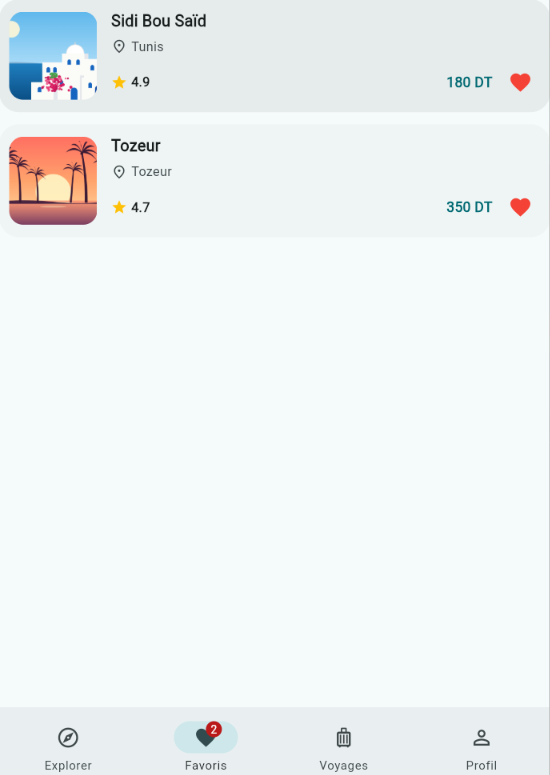 Sidi Bou Saïd
Tunis
4.9
180 DT
Tozeur
Tozeur
4.7
350 DT
2
Explorer
Favoris
Voyages
Profil